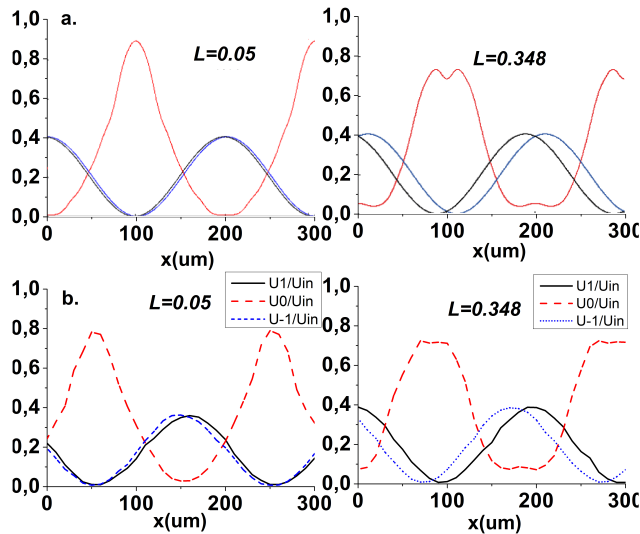 a.
L=0.05
1,0
0,8
0,6
0,4
0,2
0,0
0
100
200
300
x(um)
L=0.348
1,0
0,8
0,6
0,4
0,2
0,0
0
100
200
300
x(um)
b.
L=0.05
U1/Uin
U0/Uin
U-1/Uin
1,0
0,8
0,6
0,4
0,2
0,0
0
100
200
300
x(um)
L=0.348
U1/Uin
U0/Uin
U-1/Uin
1,0
0,8
0,6
0,4
0,2
0,0
0
100
200
300
x(um)